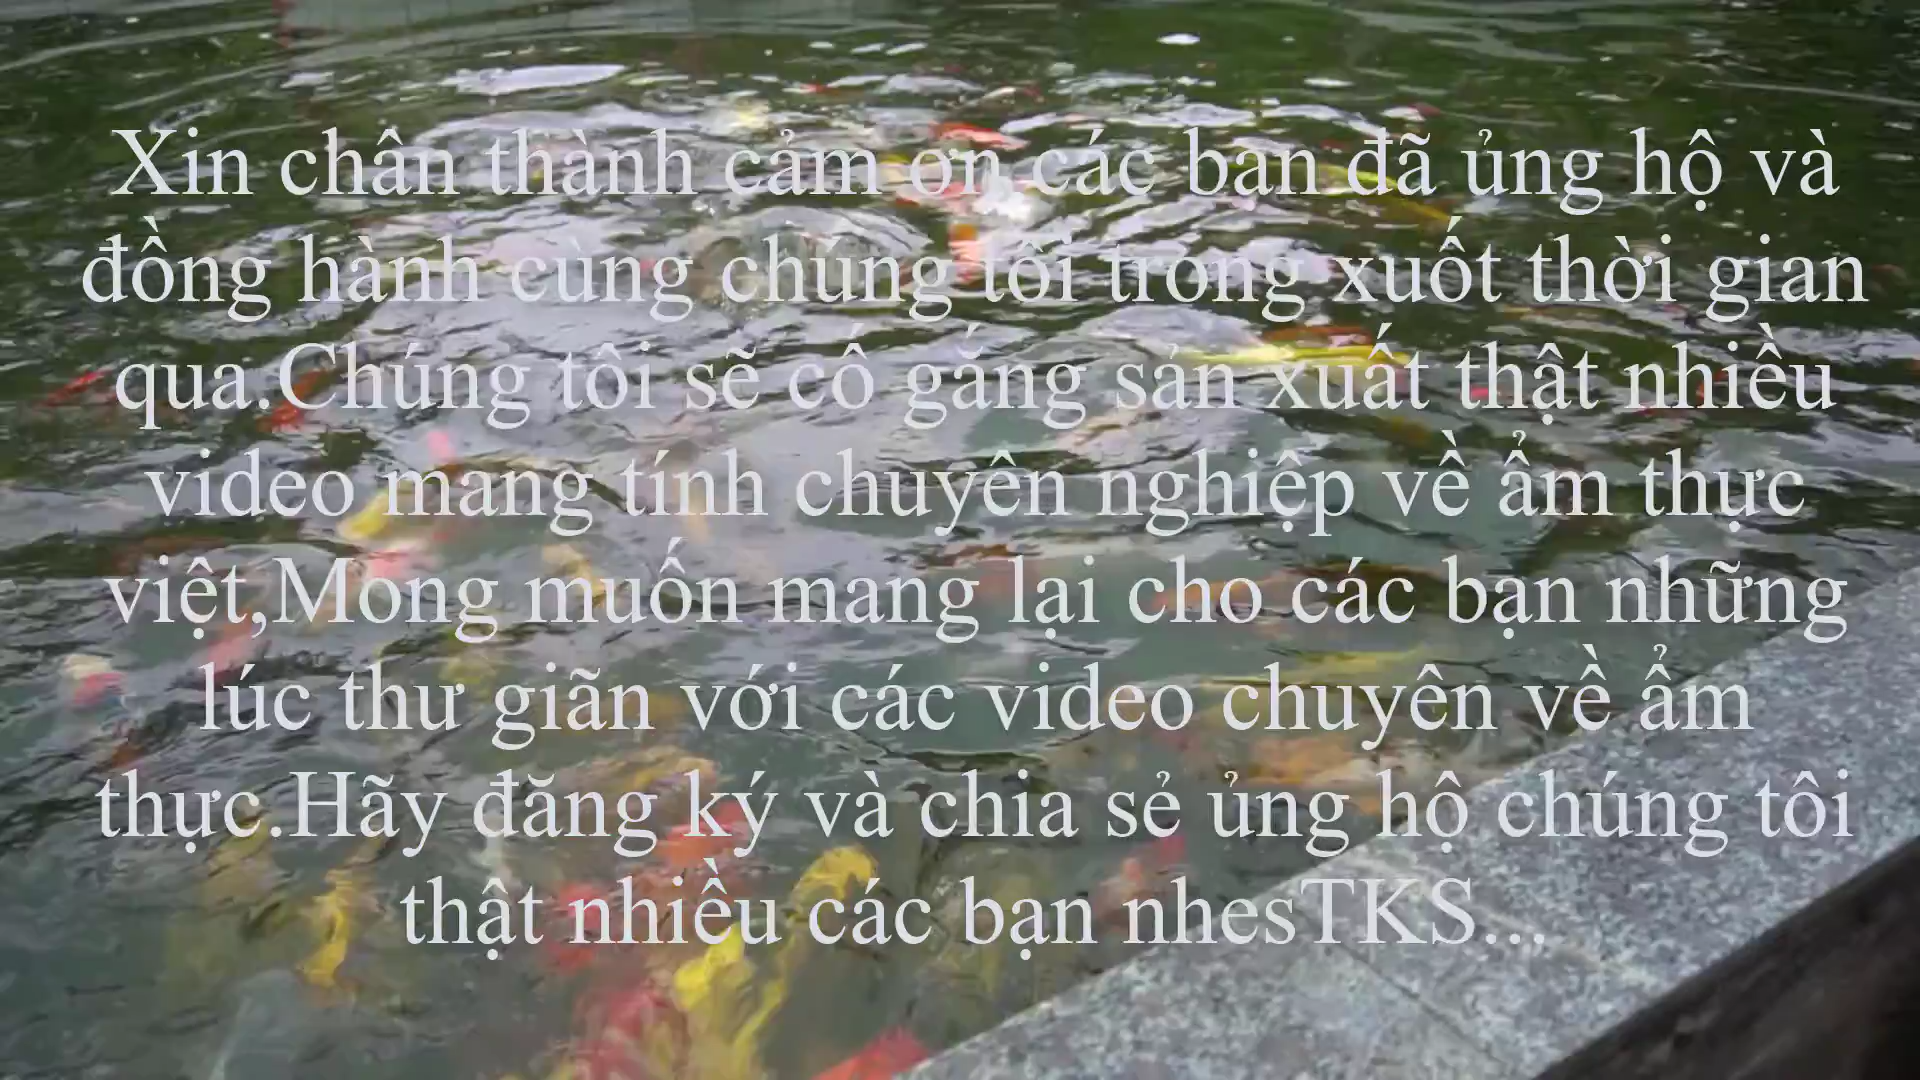 Xin chân thành cảm ơn các bạn đã ủng hộ và
đồng hành cùng chúng tôi trong xuốt thời gian
qua.Chúng tôi sẽ cố gắng sản xuất thật nhiều
video mang tính chuyên nghiệp về ẩm thực
việt,Mong muốn mang lại cho các bạn những
lúc thư giãn với các video chuyên về ẩm
thực.Hãy đăng ký và chia sẻ ủng hộ chúng tôi
thật nhiều các bạn nhesTKS...